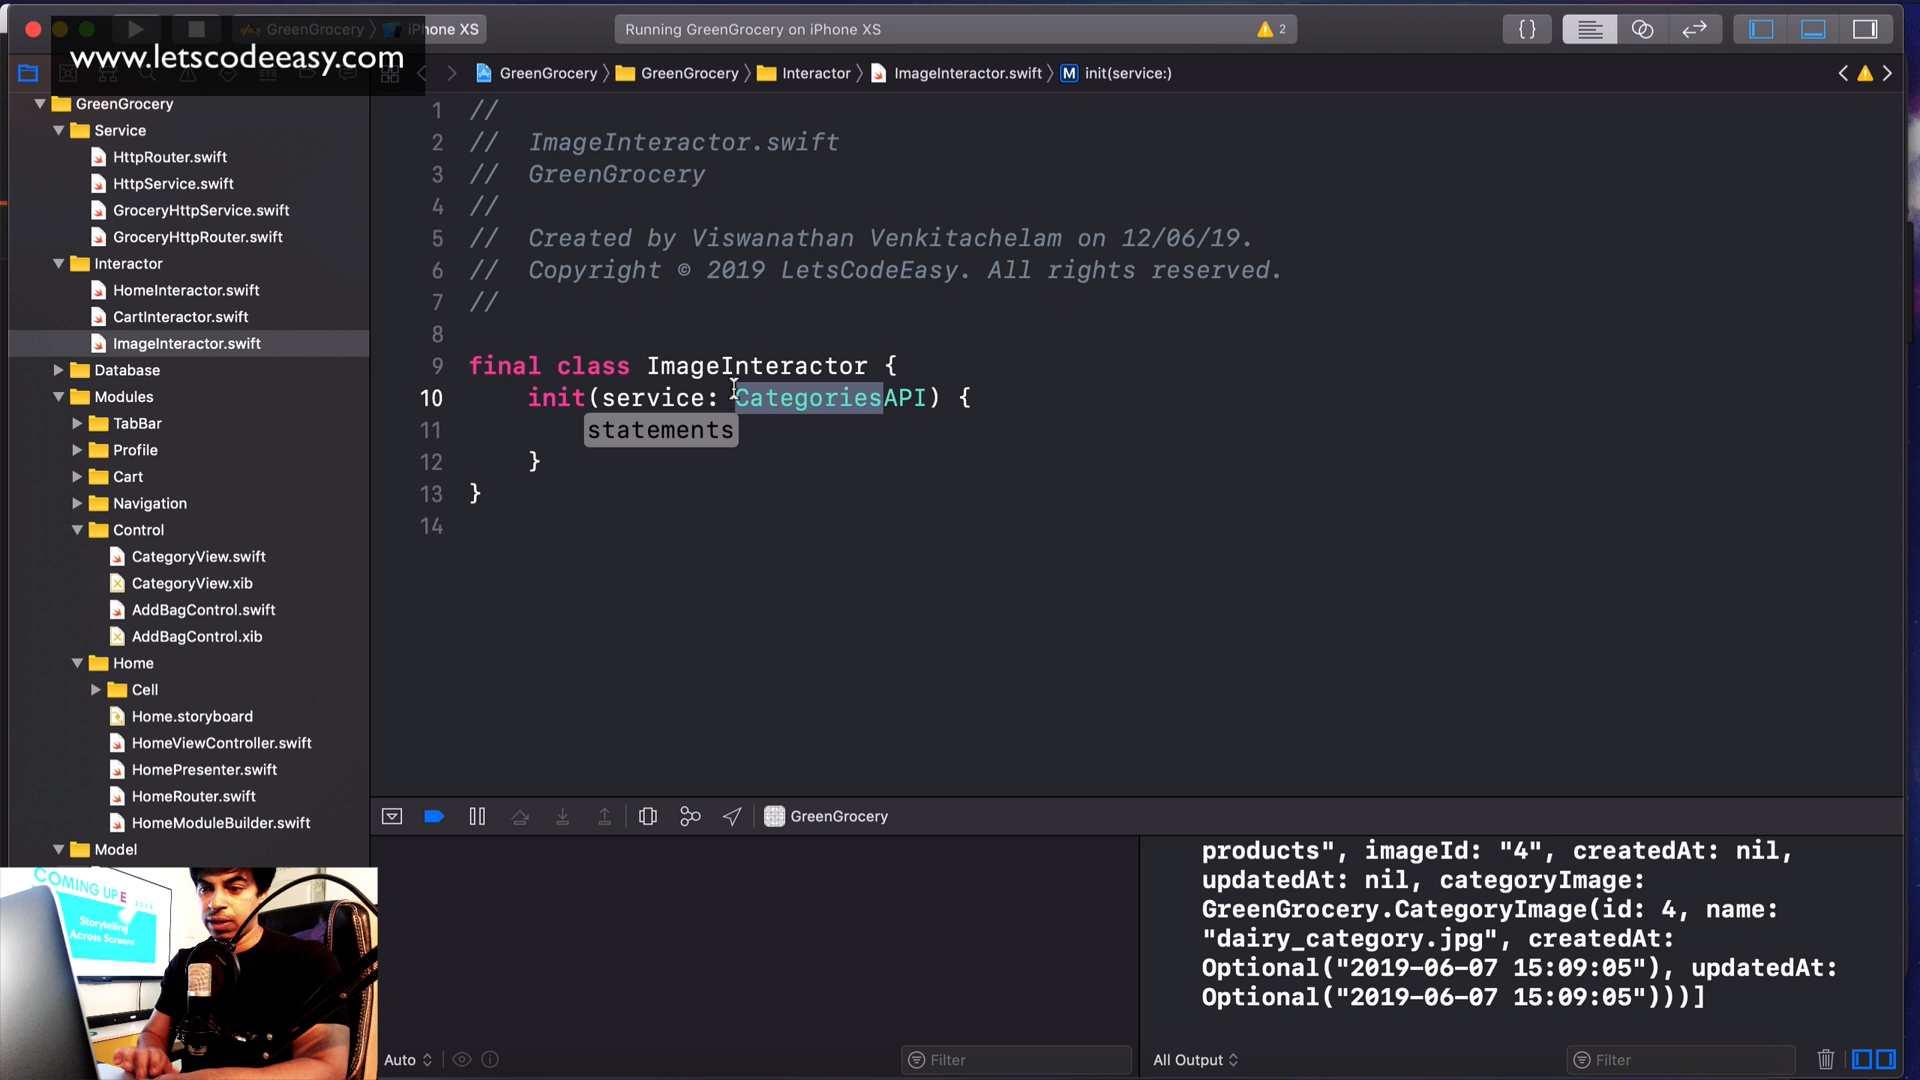 GreenGrocery
iPhone XS
Running GreenGrocery on iPhone XS
2
{}
www.letscodeeasy.com
GreenGrocery
GreenGrocery
Interactor
ImageInteractor.swift
M
init(service:)
GreenGrocery
Service
HttpRouter.swift
HttpService.swift
GroceryHttpService.swift
GroceryHttpRouter.swift
Interactor
HomeInteractor.swift
CartInteractor.swift
ImageInteractor.swift
Database
Modules
TabBar
Profile
Cart
Navigation
Control
CategoryView.swift
CategoryView.xib
AddBagControl.swift
AddBagControl.xib
Home
Cell
Home.storyboard
HomeViewController.swift
HomePresenter.swift
HomeRouter.swift
HomeModuleBuilder.swift
Model
1 //
2 // ImageInteractor.swift
3 // GreenGrocery
4 //
5 // Created by Viswanathan Venkitachelam on 12/06/19.
6 // Copyright © 2019 LetsCodeEasy. All rights reserved.
7 //
8
9 final class ImageInteractor {
10 init(service: CategoriesAPI) {
11 statements
12 }
13 }
14
GreenGrocery
products", imageId: "4", createdAt: nil,
updatedAt: nil, categoryImage:
GreenGrocery.CategoryImage(id: 4, name:
"dairy_category.jpg", createdAt:
Optional("2019-06-07 15:09:05"), updatedAt:
Optional("2019-06-07 15:09:05")))]
Auto
Filter
All Output
Filter
COMING UP
Storytelling
Across Screens